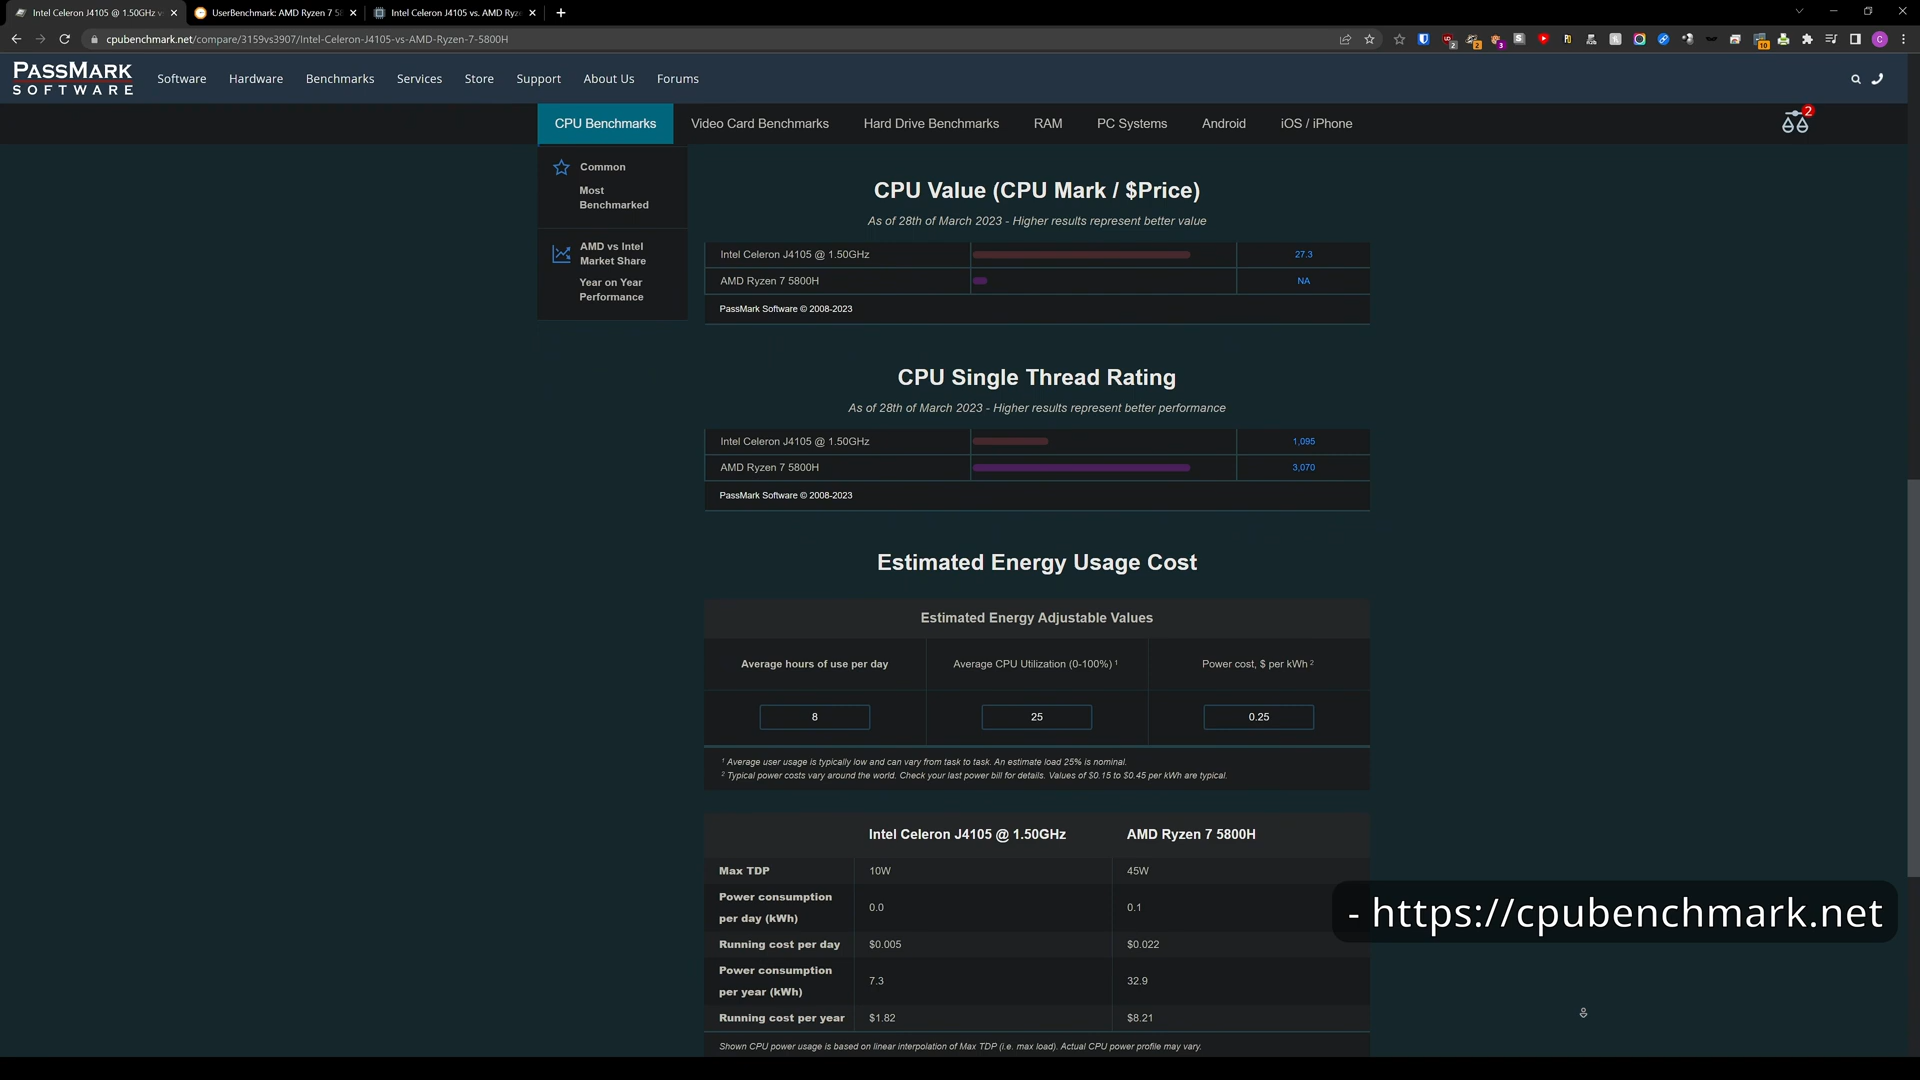 Intel Celeron J4105 @ 1.50GHz v
UserBenchmark: AMD Ryzen 7 5
Intel Celeron J4105 vs. AMD Ryze
cpubenchmark.net/compare/3159vs3907/Intel-Celeron-J4105-vs-AMD-Ryzen-7-5800H
PASSMARK
SOFTWARE
Software
Hardware
Benchmarks
Services
Store
Support
About Us
Forums
CPU Benchmarks
Video Card Benchmarks
Hard Drive Benchmarks
RAM
PC Systems
Android
iOS / iPhone
2
Common
Most
Benchmarked
AMD vs Intel
Market Share
Year on Year
Performance
CPU Value (CPU Mark / $Price)
As of 28th of March 2023 - Higher results represent better value
Intel Celeron J4105 @ 1.50GHz 27.3
AMD Ryzen 7 5800H NA
PassMark Software © 2008-2023
CPU Single Thread Rating
As of 28th of March 2023 - Higher results represent better performance
Intel Celeron J4105 @ 1.50GHz 1,095
AMD Ryzen 7 5800H 3,070
PassMark Software © 2008-2023
Estimated Energy Usage Cost
Estimated Energy Adjustable Values
Average hours of use per day Average CPU Utilization (0-100%) ¹ Power cost, $ per kWh ²
8 25 0.25
¹ Average user usage is typically low and can vary from task to task. An estimate load 25% is nominal.
² Typical power costs vary around the world. Check your last power bill for details. Values of $0.15 to $0.45 per kWh are typical.
Intel Celeron J4105 @ 1.50GHz AMD Ryzen 7 5800H
Max TDP 10W 45W
Power consumption
per day (kWh) 0.0 0.1
Running cost per day $0.005 $0.022
Power consumption
per year (kWh) 7.3 32.9
Running cost per year $1.82 $8.21
Shown CPU power usage is based on linear interpolation of Max TDP (i.e. max load). Actual CPU power profile may vary.
- https://cpubenchmark.net